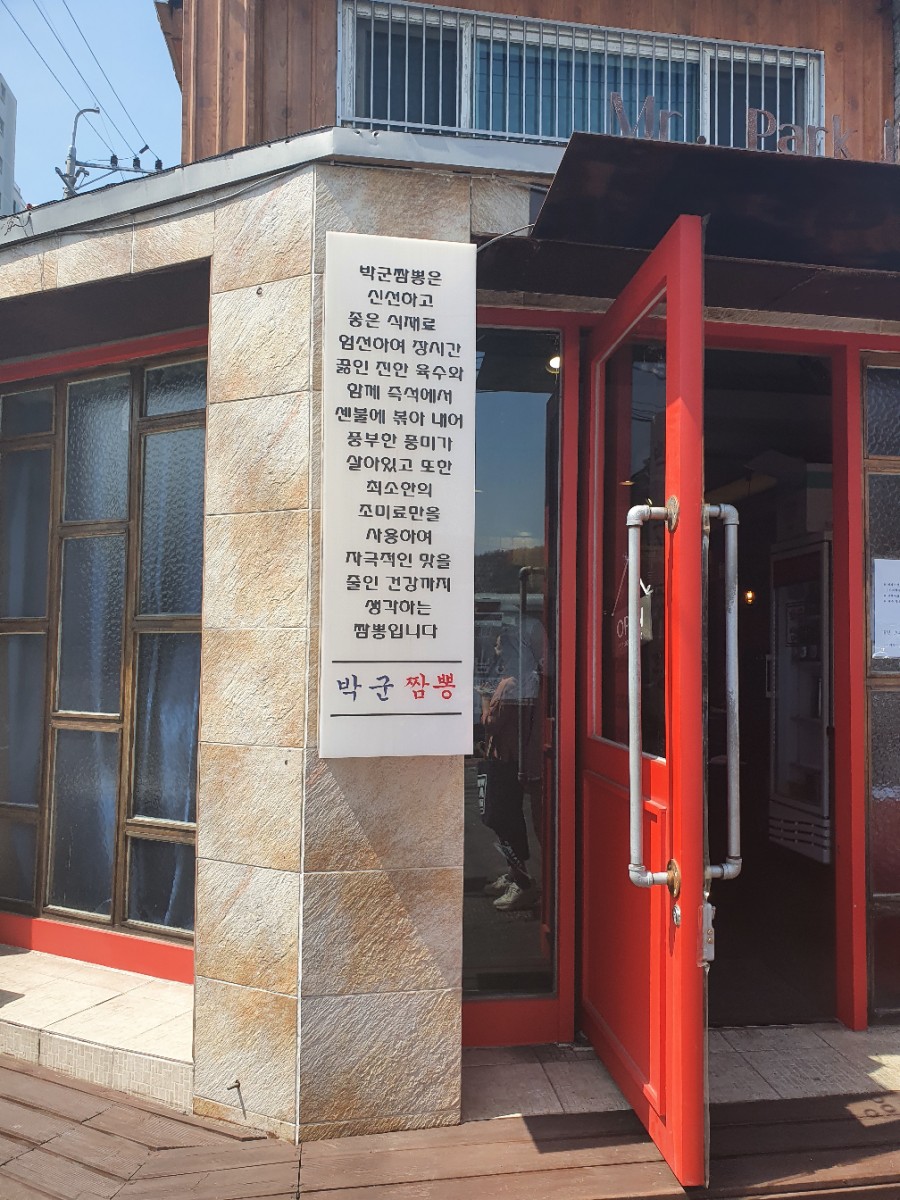 Mr. Park
박군짬뽕은
신선하고
좋은 식재로
엄선하여 장시간
끓인 진한 육수와
함께 즉석에서
센불에 볶아 내어
풍부한 풍미가
살아있고 또한
최소한의
조미료만을
사용하여
자극적인 맛을
줄인 건강까지
생각하는
짬뽕입니다
박군 짬뽕